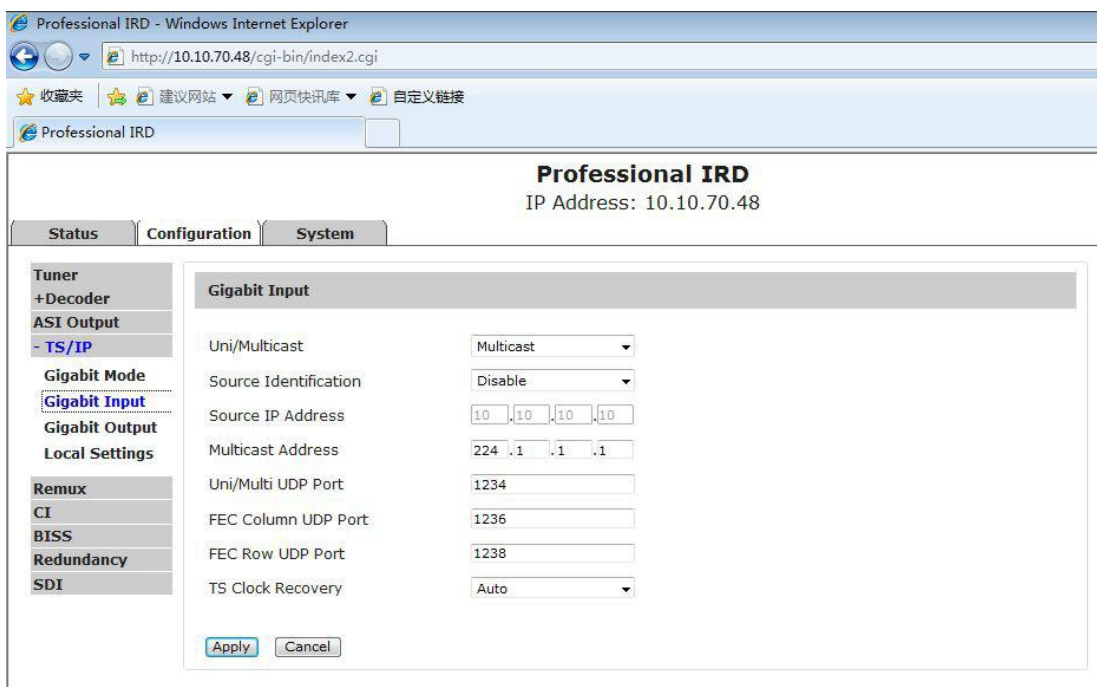 Professional IRD - Windows Internet Explorer
http://10.10.70.48/cgi-bin/index2.cgi
收藏夹 建议网站 网页快讯库 自定义链接
Professional IRD
Professional IRD
IP Address: 10.10.70.48
Status Configuration System
Tuner
+Decoder
ASI Output
- TS/IP
Gigabit Mode
Gigabit Input
Gigabit Output
Local Settings
Remux
CI
BISS
Redundancy
SDI
Gigabit Input
Uni/Multicast Multicast
Source Identification Disable
Source IP Address 10 .10 .10 .10
Multicast Address 224 .1 .1 .1
Uni/Multi UDP Port 1234
FEC Column UDP Port 1236
FEC Row UDP Port 1238
TS Clock Recovery Auto
Apply Cancel